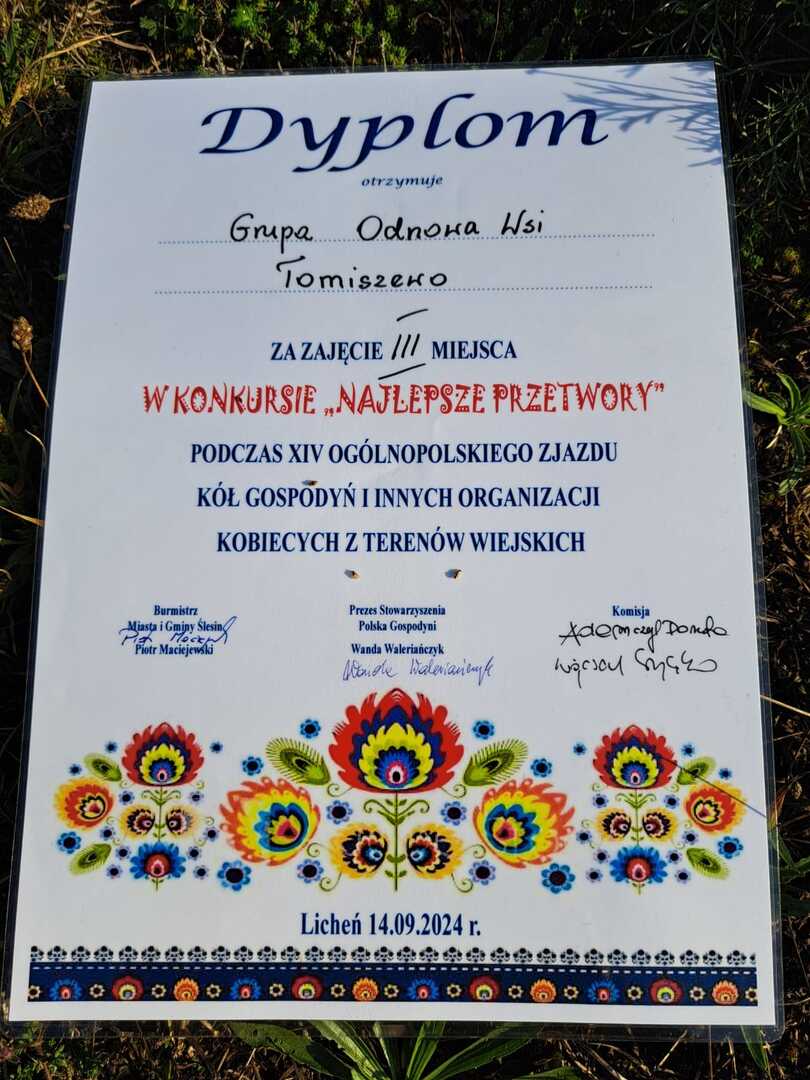 Dyplom
otrzymuje
Grupa Odnowa Wsi
Tomiszewo
ZA ZAJĘCIE III MIEJSCA
W KONKURSIE „NAJLEPSZE PRZETWORY”
PODCZAS XIV OGÓLNOPOLSKIEGO ZJAZDU
KÓŁ GOSPODYŃ I INNYCH ORGANIZACJI
KOBIECYCH Z TERENÓW WIEJSKICH
Burmistrz
Miasta i Gminy Ślesin
Piotr Maciejewski
Prezes Stowarzyszenia
Polska Gospodyni
Wanda Waleriańczyk
Wanda Waleriańczyk
Komisja
Licheń 14.09.2024 r.